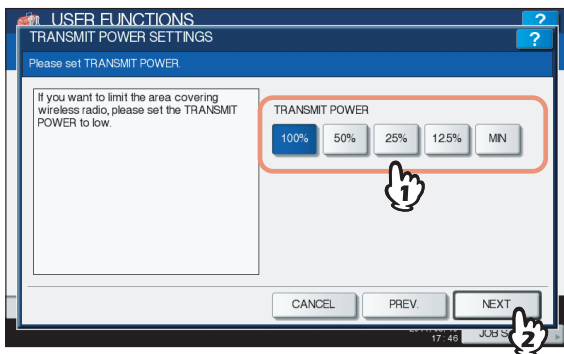 USER FUNCTIONS ?
TRANSMIT POWER SETTINGS ?
Please set TRANSMIT POWER.
If you want to limit the area covering
wireless radio, please set the TRANSMIT
POWER to low.
TRANSMIT POWER
100% 50% 25% 12.5% MIN
1
CANCEL PREV. NEXT
2
17:46 JOB S